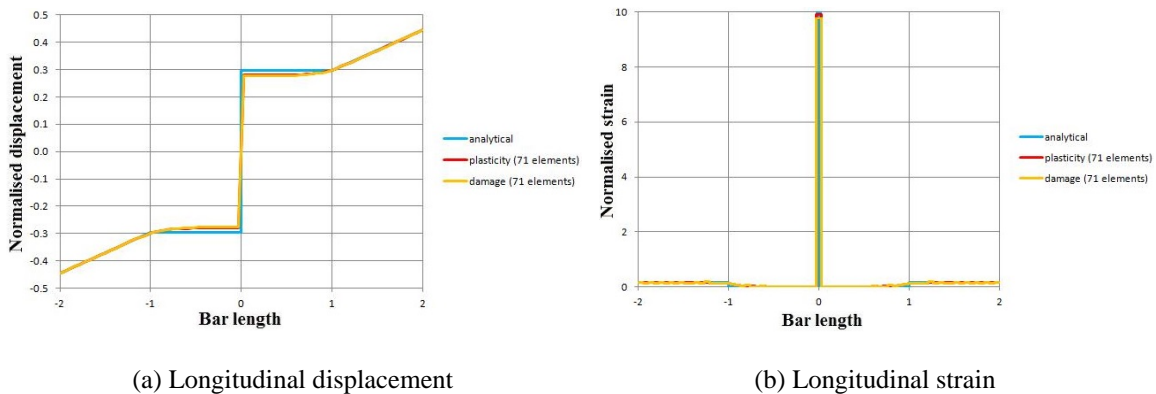 0.5
0.4
0.3
0.2
0.1
0.0
-0.1
-0.2
-0.3
-0.4
-0.5
-2
-1
0
1
2
Normalised displacement
Bar length
analytical
plasticity (71 elements)
damage (71 elements)
10
8
6
4
2
0
-2
-1
0
1
2
Normalised strain
Bar length
analytical
plasticity (71 elements)
damage (71 elements)
(a) Longitudinal displacement
(b) Longitudinal strain